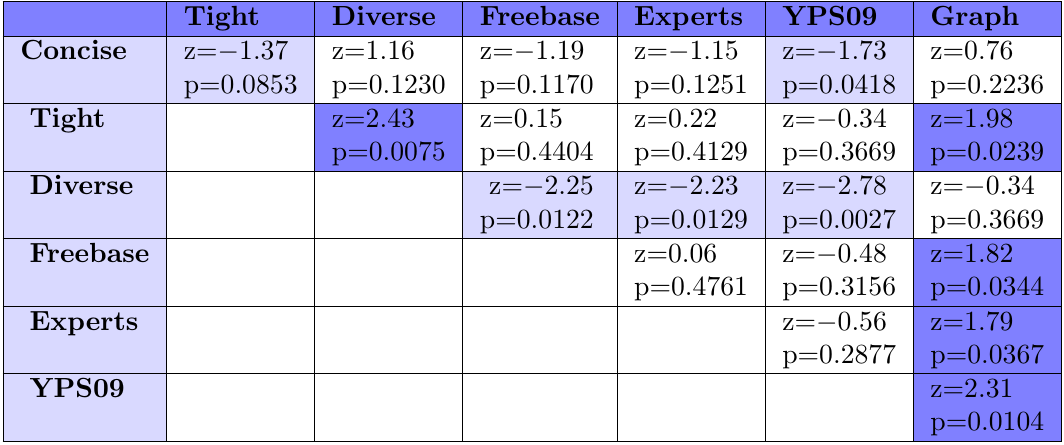 Tight Diverse Freebase Experts YPS09 Graph
Concise z=−1.37 z=1.16 z=−1.19 z=−1.15 z=−1.73 z=0.76
p=0.0853 p=0.1230 p=0.1170 p=0.1251 p=0.0418 p=0.2236
Tight z=2.43 z=0.15 z=0.22 z=−0.34 z=1.98
p=0.0075 p=0.4404 p=0.4129 p=0.3669 p=0.0239
Diverse z=−2.25 z=−2.23 z=−2.78 z=−0.34
p=0.0122 p=0.0129 p=0.0027 p=0.3669
Freebase z=0.06 z=−0.48 z=1.82
p=0.4761 p=0.3156 p=0.0344
Experts z=−0.56 z=1.79
p=0.2877 p=0.0367
YPS09 z=2.31
p=0.0104